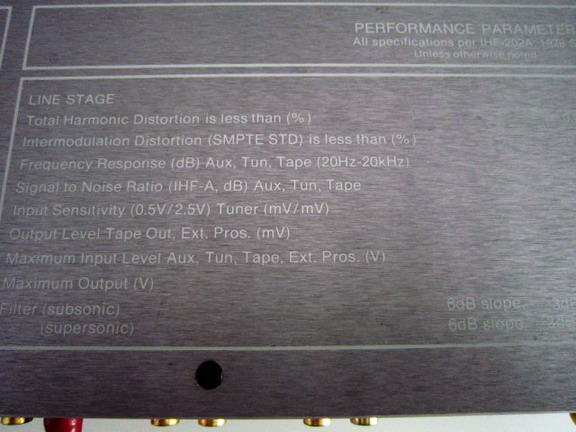 PERFORMANCE PARAMETER
All specifications per IHF-202A, 1978 S
Unless otherwise noted
LINE STAGE
Total Harmonic Distortion is less than (%)
Intermodulation Distortion (SMPTE STD) is less than (%)
Frequency Response (dB) Aux, Tun, Tape (20Hz-20kHz)
Signal to Noise Ratio (IHF-A, dB) Aux, Tun, Tape
Input Sensitivity (0.5V/2.5V) Tuner (mV/mV)
Output Level Tape Out, Ext. Pros. (mV)
Maximum Input Level Aux, Tun, Tape, Ext. Pros. (V)
Maximum Output (V)
Filter (subsonic) 6dB slope, 3d
(supersonic) 6dB slope, 3d